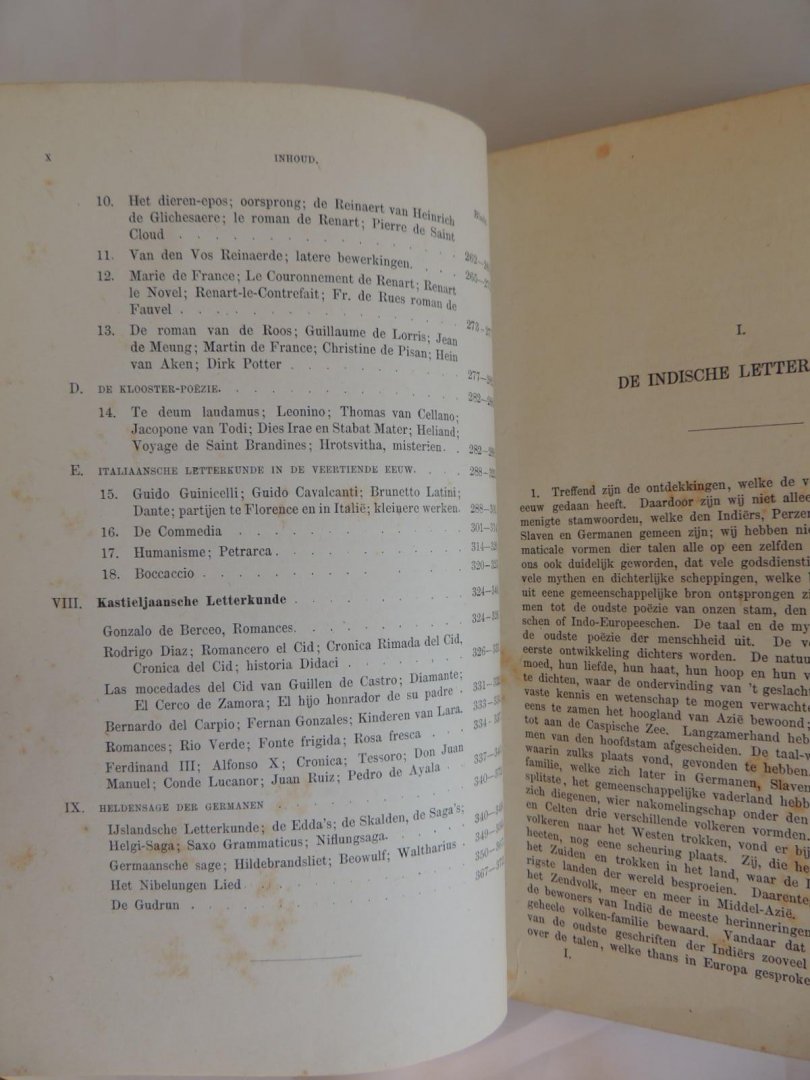 X INHOUD.
10. Het dieren-epos; oorsprong; de Reinaert van Heinrich
de Glichesaere; le roman de Renart; Pierre de Saint
Cloud
11. Van den Vos Reinaerde; latere bewerkingen.
12. Marie de France; Le Couronnement de Renart; Renart
le Novel; Renart-le-Contrefait; Fr. de Rues roman de
Fauvel
13. De roman van de Roos; Guillaume de Lorris; Jean
de Meung; Martin de France; Christine de Pisan; Hein
van Aken; Dirk Potter
D. DE KLOOSTER-POËZIE.
14. Te deum laudamus; Leonino; Thomas van Cellano;
Jacopone van Todi; Dies Irae en Stabat Mater; Heliand;
Voyage de Saint Brandines; Hrotsvitha, misterien.
E. ITALIAANSCHE LETTERKUNDE IN DE VEERTIENDE EEUW.
15. Guido Guinicelli; Guido Cavalcanti; Brunetto Latini;
Dante; partijen te Florence en in Italië; kleinere werken.
16. De Commedia
17. Humanisme; Petrarca
18. Boccaccio
VIII. Kastieljaansche Letterkunde
Gonzalo de Berceo, Romances.
Rodrigo Diaz; Romancero el Cid; Cronica Rimada del Cid,
Cronica del Cid; historia Didaci
Las mocedades del Cid van Guillen de Castro; Diamante;
El Cerco de Zamora; El hijo honrador de su padre
Bernardo del Carpio; Fernan Gonzales; Kinderen van Lara.
Romances; Rio Verde; Fonte frigida; Rosa fresca
Ferdinand III; Alfonso X; Cronica; Tessoro; Don Juan
Manuel; Conde Lucanor; Juan Ruiz; Pedro de Ayala
IX. HELDENSAGE DER GERMANEN
IJslandsche Letterkunde; de Edda's; de Skalden, de Saga's;
Helgi-Saga; Saxo Grammaticus; Niflungsaga.
Germaansche sage; Hildebrandsliet; Beowulf; Waltharius
Het Nibelungen Lied
De Gudrun
I.
DE INDISCHE LETTER
1. Treffend zijn de ontdekkingen, welke de v
eeuw gedaan heeft. Daardoor zijn wij niet allee
menigte stamwoorden, welke den Indiërs, Perzen
Slaven en Germanen gemeen zijn; wij hebben nie
maticale vormen dier talen alle op een zelfden
ons ook duidelijk geworden, dat vele godsdiensti
vele mythen en dichterlijke scheppingen, welke
uit eene gemeenschappelijke bron ontsprongen zi
men tot de oudste poëzie van onzen stam, den
schen of Indo-Europeeschen. De taal en de my
de oudste poëzie der menschheid uit. De v
eerste ontwikkeling dichters worden. De natuu
moed, hun liefde, hun haat, hun hoop en hun v
te dichten, waar de ondervinding van 't geslach
vaste kennis en wetenschap te mogen verwachte
eens te zamen het hoogland van Azië bewoond;
tot aan de Caspische Zee. Langzamerhand heb
men van den hoofdstam afgescheiden. De taal-v
waarin zulks plaats vond, gevonden te hebben.
familie, welke zich later in Germanen, Slaven
splitste, het gemeenschappelijke vaderland hebb
zich diegenen, wier nakomelingschap onder den
en Celten drie verschillende volkeren vormden.
volkeren naar het Westen trokken, vond er bij
heeten, nog eene scheuring plaats. Zij, die he
het Zuiden en trokken in het land, waar de I
rigste landen der wereld besproeien. Daarente
het Zendvolk, meer en meer in Middel-Azië.
de bewoners van Indië de meeste herinneringen
geheele volken-familie bewaard. Vandaar dat
van de oudste geschriften der Indiërs zooveel
over de talen, welke thans in Europa gesproke
I.